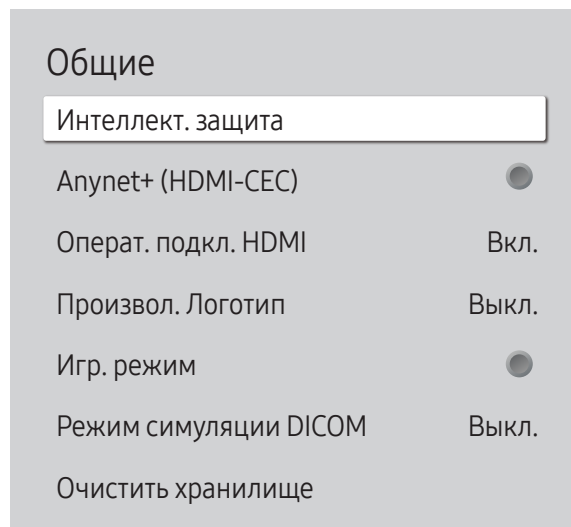 Общие
Интеллект. защита
Anynet+ (HDMI-CEC)
Операт. подкл. HDMI Вкл.
Произвол. Логотип Выкл.
Игр. режим
Режим симуляции DICOM Выкл.
Очистить хранилище